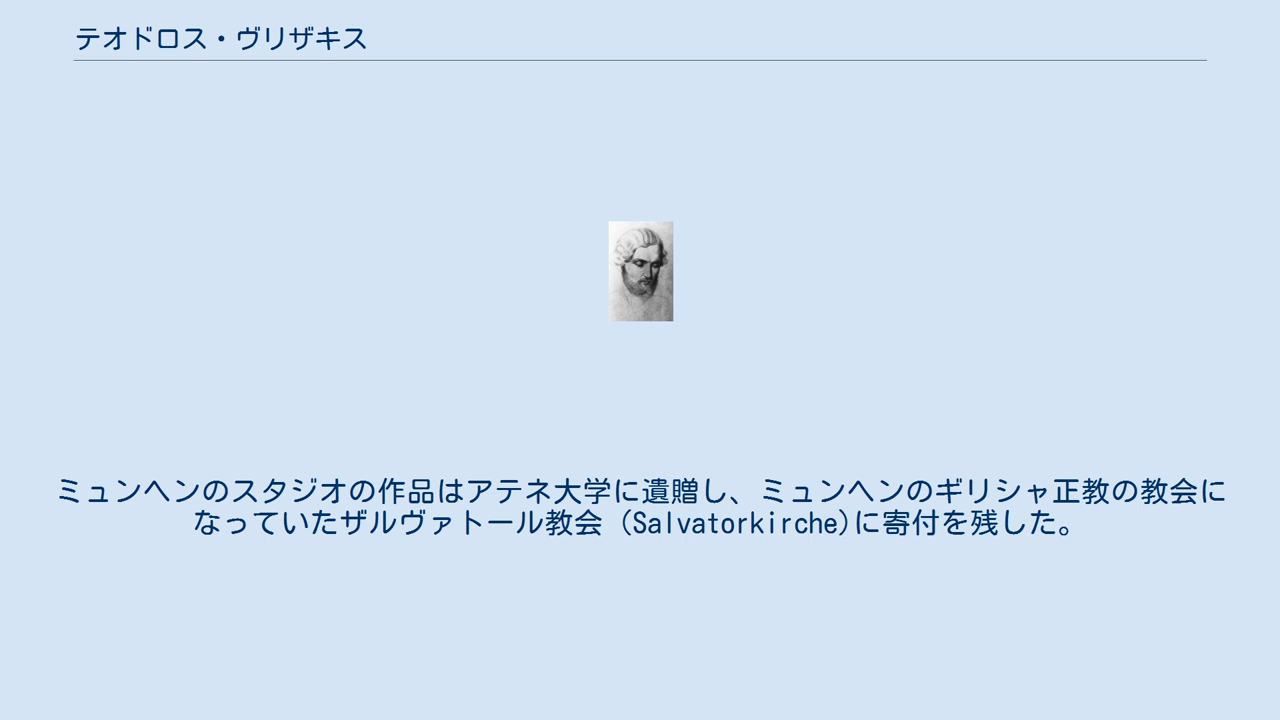 テオドロス・ヴリザキス
ミュンヘンのスタジオの作品はアテネ大学に遺贈し、ミュンヘンのギリシャ正教の教会に
なっていたザルヴァトール教会 (Salvatorkirche)に寄付を残した。